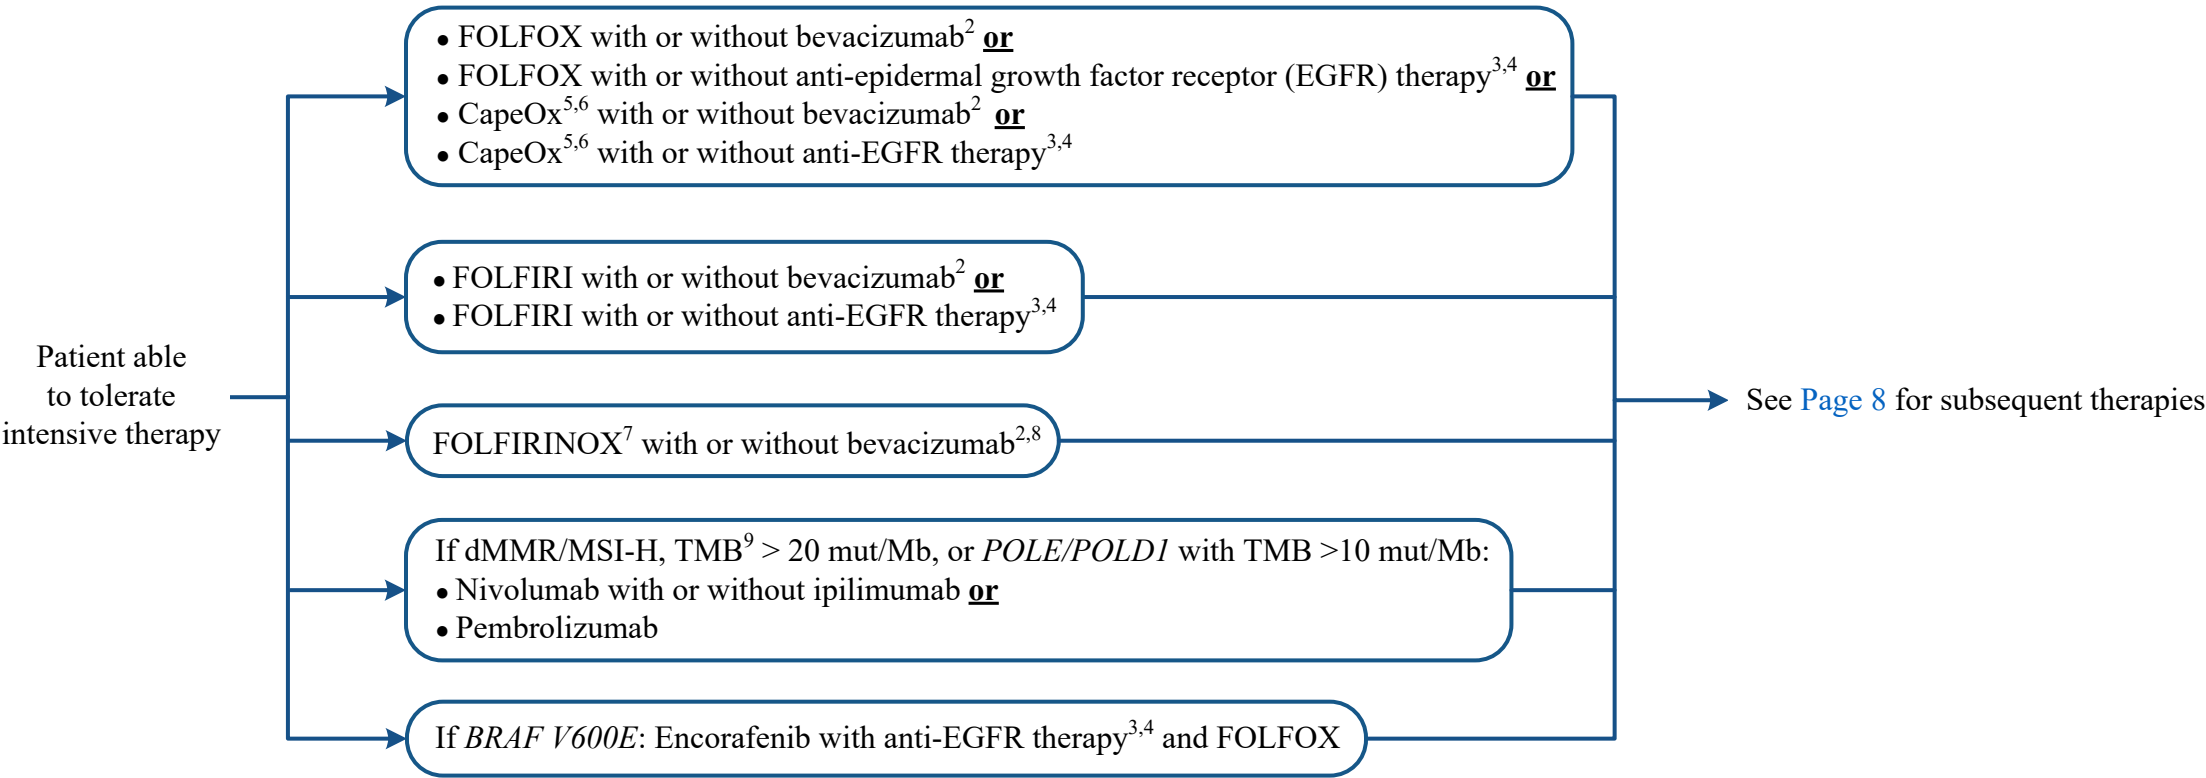 • FOLFOX with or without bevacizumab² or
• FOLFOX with or without anti-epidermal growth factor receptor (EGFR) therapy³,⁴ or
• CapeOx⁵,⁶ with or without bevacizumab² or
• CapeOx⁵,⁶ with or without anti-EGFR therapy³,⁴
• FOLFIRI with or without bevacizumab² or
• FOLFIRI with or without anti-EGFR therapy³,⁴
Patient able
to tolerate
intensive therapy
FOLFIRINOX⁷ with or without bevacizumab²,⁸
If dMMR/MSI-H, TMB⁹ > 20 mut/Mb, or POLE/POLD1 with TMB >10 mut/Mb:
• Nivolumab with or without ipilimumab or
• Pembrolizumab
If BRAF V600E: Encorafenib with anti-EGFR therapy³,⁴ and FOLFOX
See Page 8 for subsequent therapies